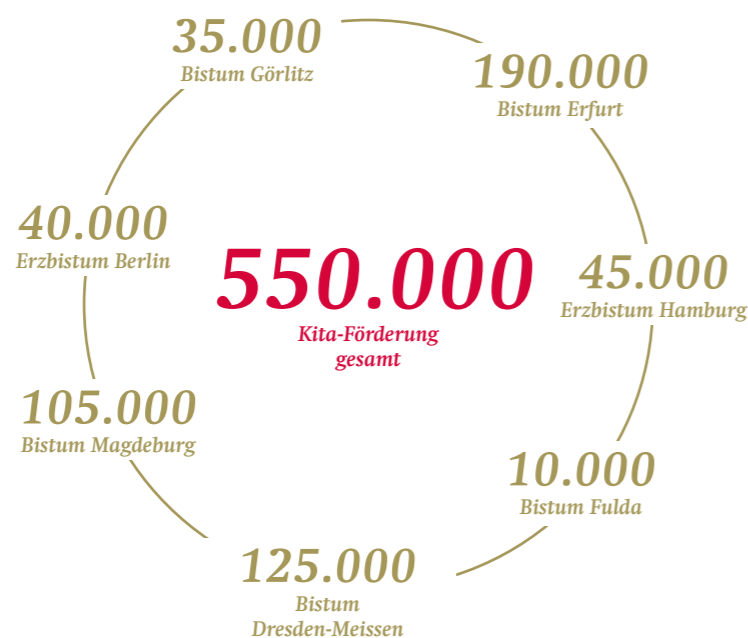 35.000
Bistum Görlitz
190.000
Bistum Erfurt
40.000
Erzbistum Berlin
550.000
Kita-Förderung
gesamt
45.000
Erzbistum Hamburg
105.000
Bistum Magdeburg
10.000
Bistum Fulda
125.000
Bistum
Dresden-Meissen